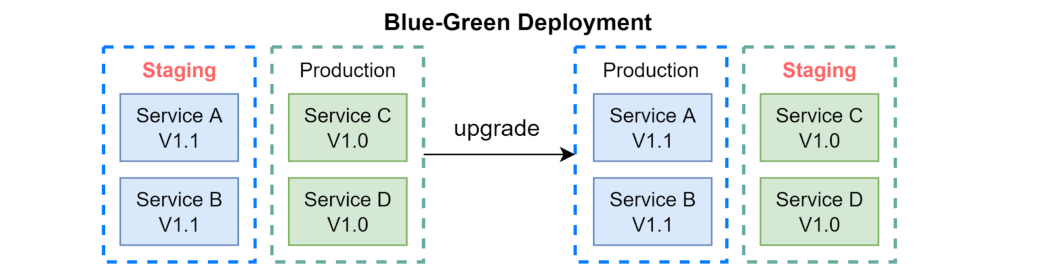 Blue-Green Deployment
Staging
Service A
V1.1
Service B
V1.1
Production
Service C
V1.0
Service D
V1.0
upgrade
Production
Service A
V1.1
Service B
V1.1
Staging
Service C
V1.0
Service D
V1.0